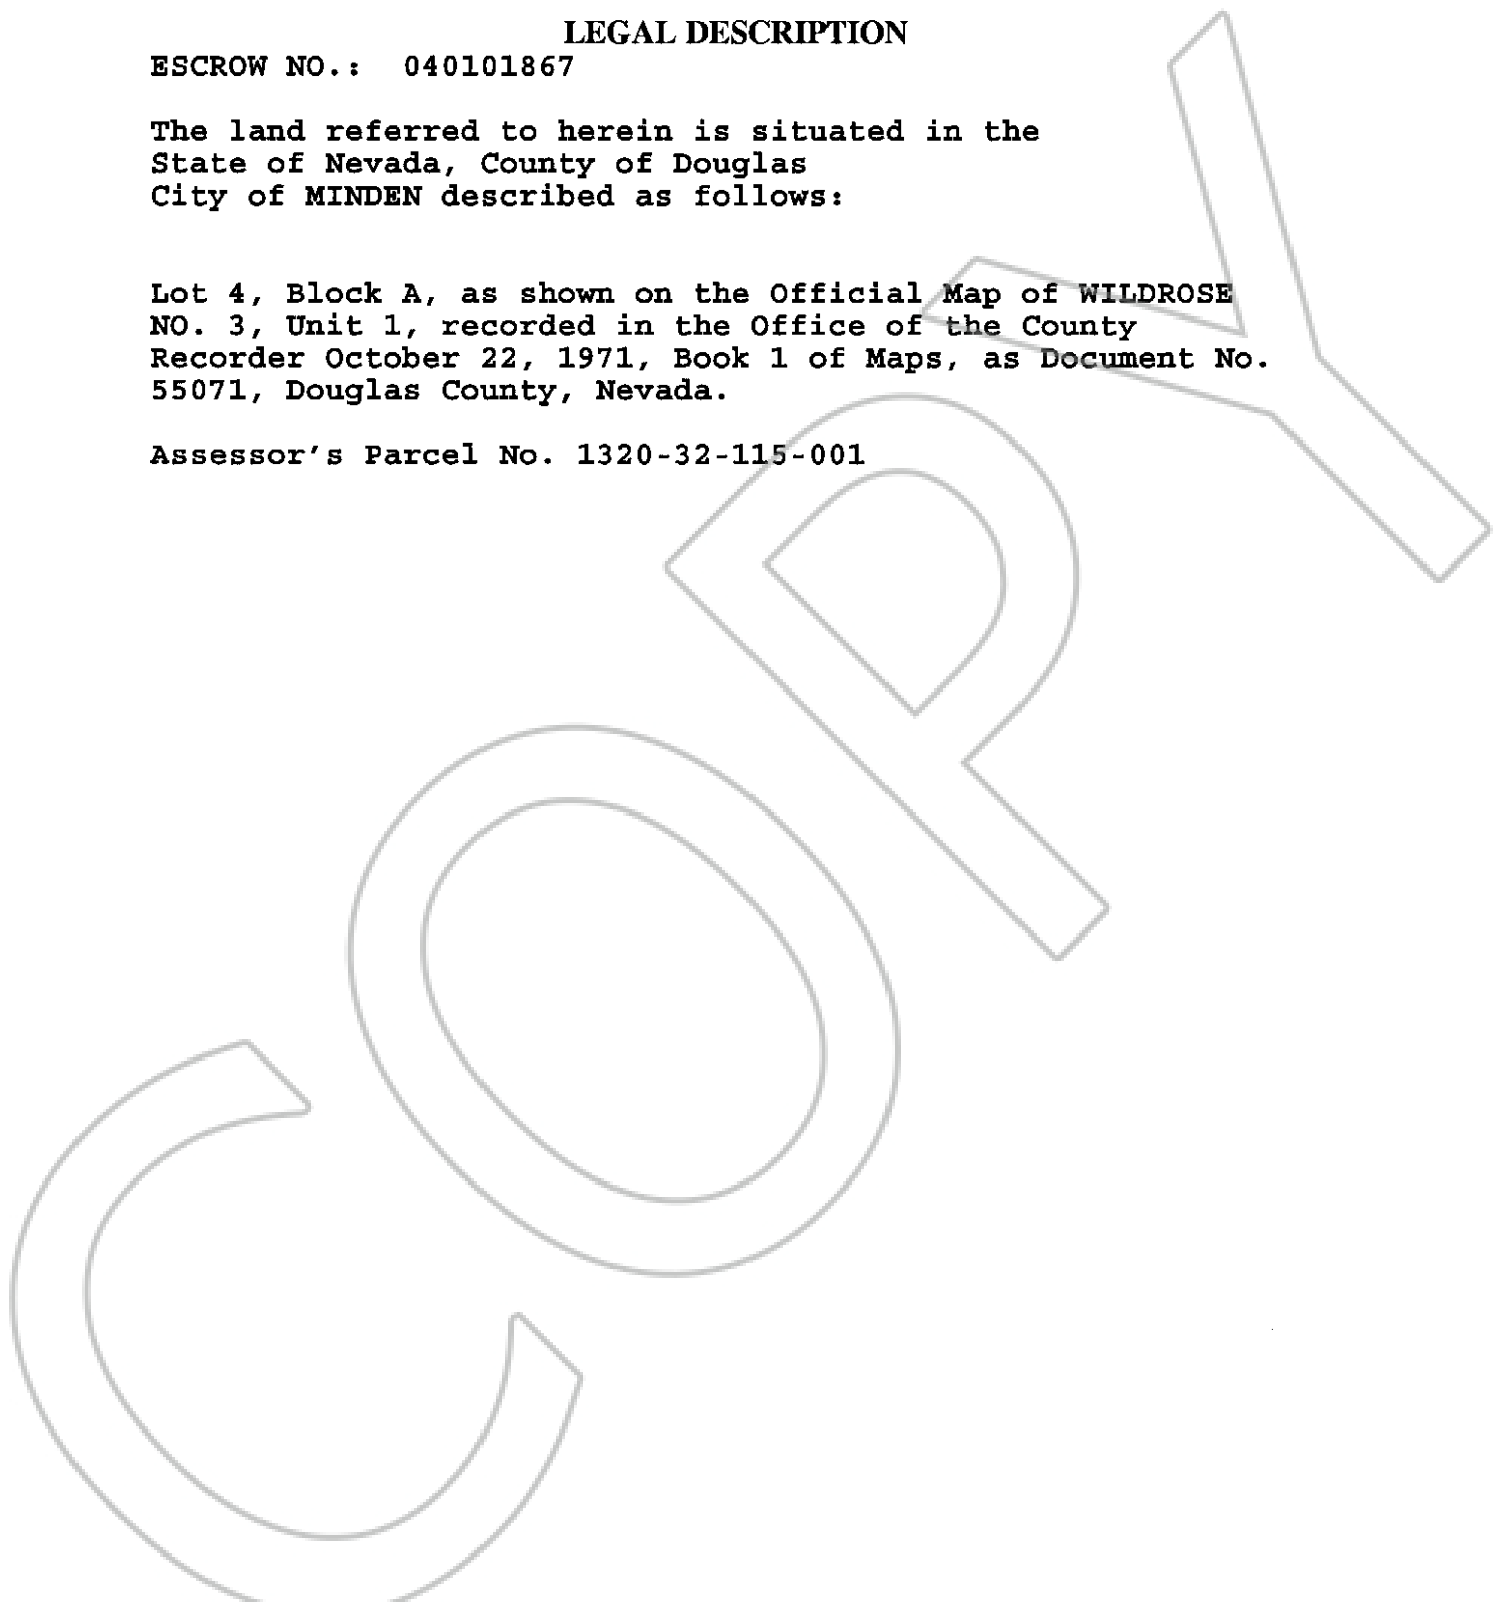 LEGAL DESCRIPTION
ESCROW NO.: 040101867
The land referred to herein is situated in the
State of Nevada, County of Douglas
City of MINDEN described as follows:
Lot 4, Block A, as shown on the Official Map of WILDROSE
NO. 3, Unit 1, recorded in the Office of the County
Recorder October 22, 1971, Book 1 of Maps, as Document No.
55071, Douglas County, Nevada.
Assessor's Parcel No. 1320-32-115-001
COPY